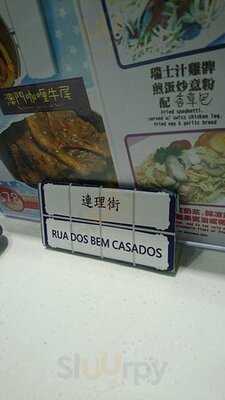 澳門咖喱牛尾
瑞士汁雞髀
煎蛋炒意粉
配 香草包
fried spaghetti,
served w/ swiss chicken leg,
fried egg & garlic bread
連理街
RUA DOS BEM CASADOS
Sluurpy